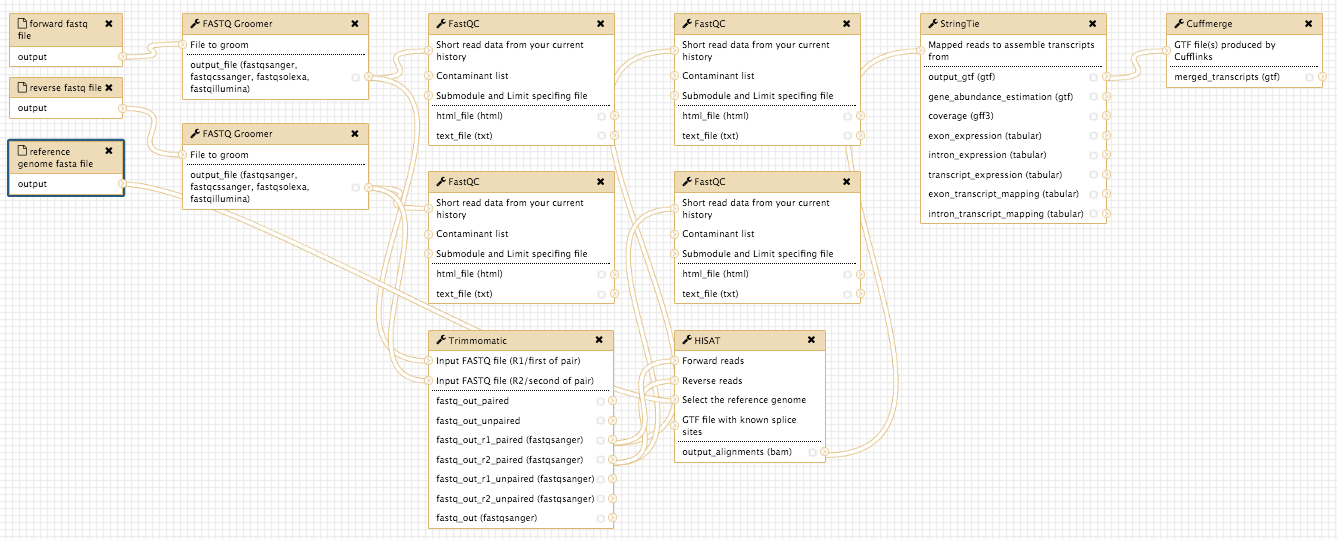 forward fastq
file
output
reverse fastq file
output
reference
genome fasta file
output
FASTQ Groomer
File to groom
output_file (fastqsanger,
fastqcssanger, fastqsolexa,
fastqillumina)
FASTQ Groomer
File to groom
output_file (fastqsanger,
fastqcssanger, fastqsolexa,
fastqillumina)
FastQC
Short read data from your current
history
Contaminant list
Submodule and Limit specifing file
html_file (html)
text_file (txt)
FastQC
Short read data from your current
history
Contaminant list
Submodule and Limit specifing file
html_file (html)
text_file (txt)
Trimmomatic
Input FASTQ file (R1/first of pair)
Input FASTQ file (R2/second of pair)
fastq_out_paired
fastq_out_unpaired
fastq_out_r1_paired (fastqsanger)
fastq_out_r2_paired (fastqsanger)
fastq_out_r1_unpaired (fastqsanger)
fastq_out_r2_unpaired (fastqsanger)
fastq_out (fastqsanger)
FastQC
Short read data from your current
history
Contaminant list
Submodule and Limit specifing file
html_file (html)
text_file (txt)
FastQC
Short read data from your current
history
Contaminant list
Submodule and Limit specifing file
html_file (html)
text_file (txt)
HISAT
Forward reads
Reverse reads
Select the reference genome
GTF file with known splice
sites
output_alignments (bam)
StringTie
Mapped reads to assemble transcripts
from
output_gtf (gtf)
gene_abundance_estimation (gtf)
coverage (gff3)
exon_expression (tabular)
intron_expression (tabular)
transcript_expression (tabular)
exon_transcript_mapping (tabular)
intron_transcript_mapping (tabular)
Cuffmerge
GTF file(s) produced by
Cufflinks
merged_transcripts (gtf)